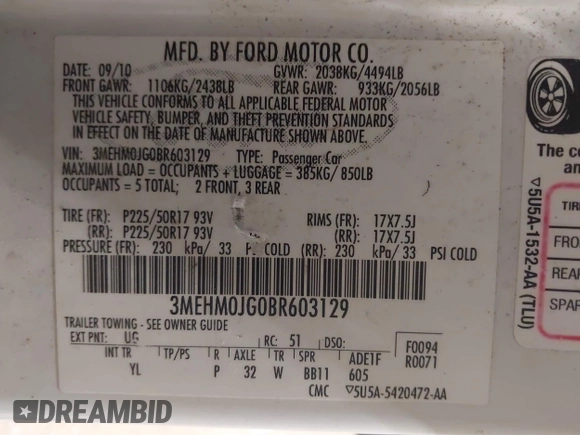 MFD. BY FORD MOTOR CO.
DATE: 09/10 GVWR: 2038KG/4494LB
FRONT GAWR: 1106KG/2438LB REAR GAWR: 933KG/2056LB
THIS VEHICLE CONFORMS TO ALL APPLICABLE FEDERAL MOTOR
VEHICLE SAFETY, BUMPER, AND THEFT PREVENTION STANDARDS
IN EFFECT ON THE DATE OF MANUFACTURE SHOWN ABOVE.
VIN: 3MEHM0JG0BR603129 TYPE: Passenger Car
MAXIMUM LOAD = OCCUPANTS + LUGGAGE = 385KG/ 850LB
OCCUPANTS = 5 TOTAL; 2 FRONT, 3 REAR
TIRE (FR): P225/50R17 93V RIMS (FR): 17X7.5J
(RR): P225/50R17 93V (RR): 17X7.5J
PRESSURE (FR): 230 kPa/ 33 COLD (RR): 230 kPa/ 33 PSI COLD
3MEHM0JG0BR603129
TRAILER TOWING - SEE OWNER GUIDE
EXT PNT: UG RC: 51 DSO: F0094
R0071
INT TR TP/PS R AXLE TR SPR ADE1F
YL P 32 W BB11 605
CMC ▽5U5A-5420472-AA
▽5U5A-1532-AA (TLU)
The co
an
TIRE
FRO
REAR
SPAR
DREAMBID